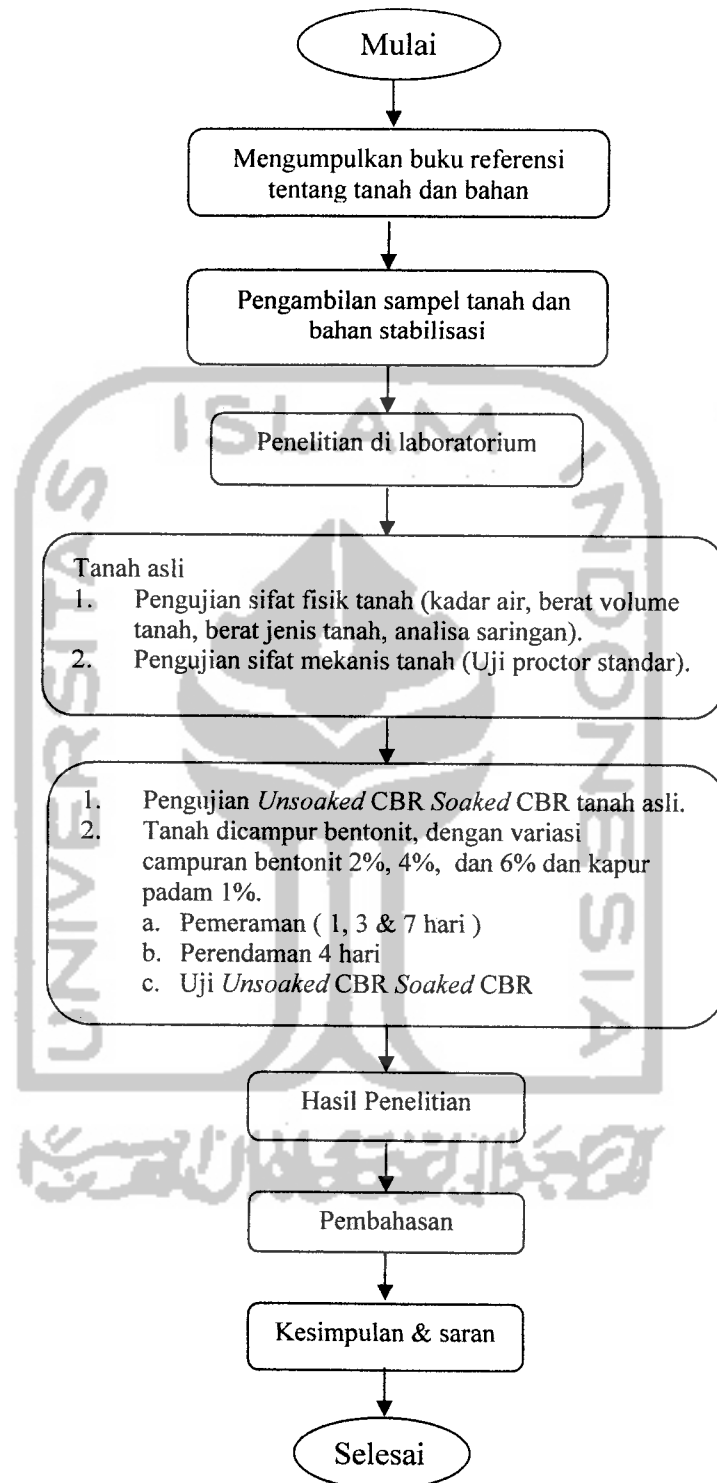 Mulai
Mengumpulkan buku referensi
tentang tanah dan bahan
Pengambilan sampel tanah dan
bahan stabilisasi
UNIVERSITAS ISLAM INDONESIA
Penelitian di laboratorium
Tanah asli
1. Pengujian sifat fisik tanah (kadar air, berat volume
tanah, berat jenis tanah, analisa saringan).
2. Pengujian sifat mekanis tanah (Uji proctor standar).
1. Pengujian Unsoaked CBR Soaked CBR tanah asli.
2. Tanah dicampur bentonit, dengan variasi
campuran bentonit 2%, 4%, dan 6% dan kapur
padam 1%.
a. Pemeraman ( 1, 3 & 7 hari )
b. Perendaman 4 hari
c. Uji Unsoaked CBR Soaked CBR
Hasil Penelitian
Pembahasan
Kesimpulan & saran
Selesai